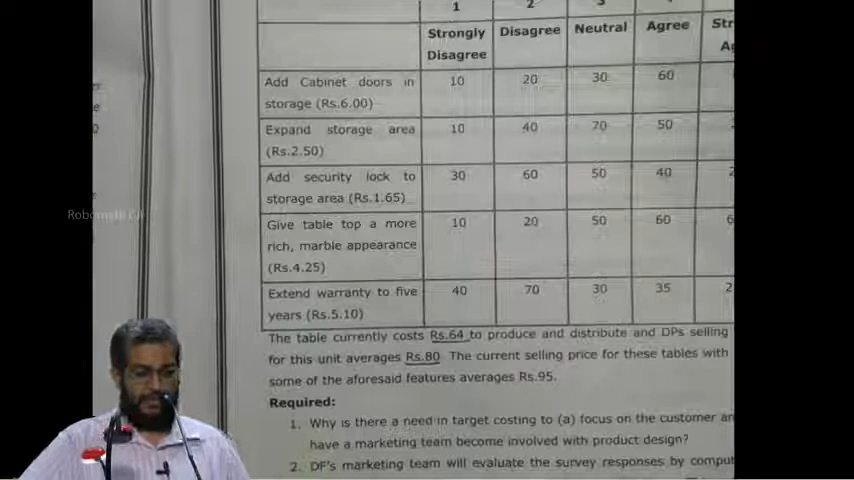 1 2 3
Strongly Disagree Neutral Agree Str
Disagree Ag
Add Cabinet doors in 10 20 30 60
storage (Rs.6.00)
Expand storage area 10 40 70 50
(Rs.2.50)
Add security lock to 30 60 50 40 2
storage area (Rs.1.65)
Give table top a more 10 20 50 60 6
rich, marble appearance
(Rs.4.25)
Extend warranty to five 40 70 30 35 2
years (Rs.5.10)
The table currently costs Rs.64 to produce and distribute and DPs selling
for this unit averages Rs.80 The current selling price for these tables with
some of the aforesaid features averages Rs.95.
Required:
1. Why is there a need in target costing to (a) focus on the customer an
have a marketing team become involved with product design?
2. DF's marketing team will evaluate the survey responses by comput